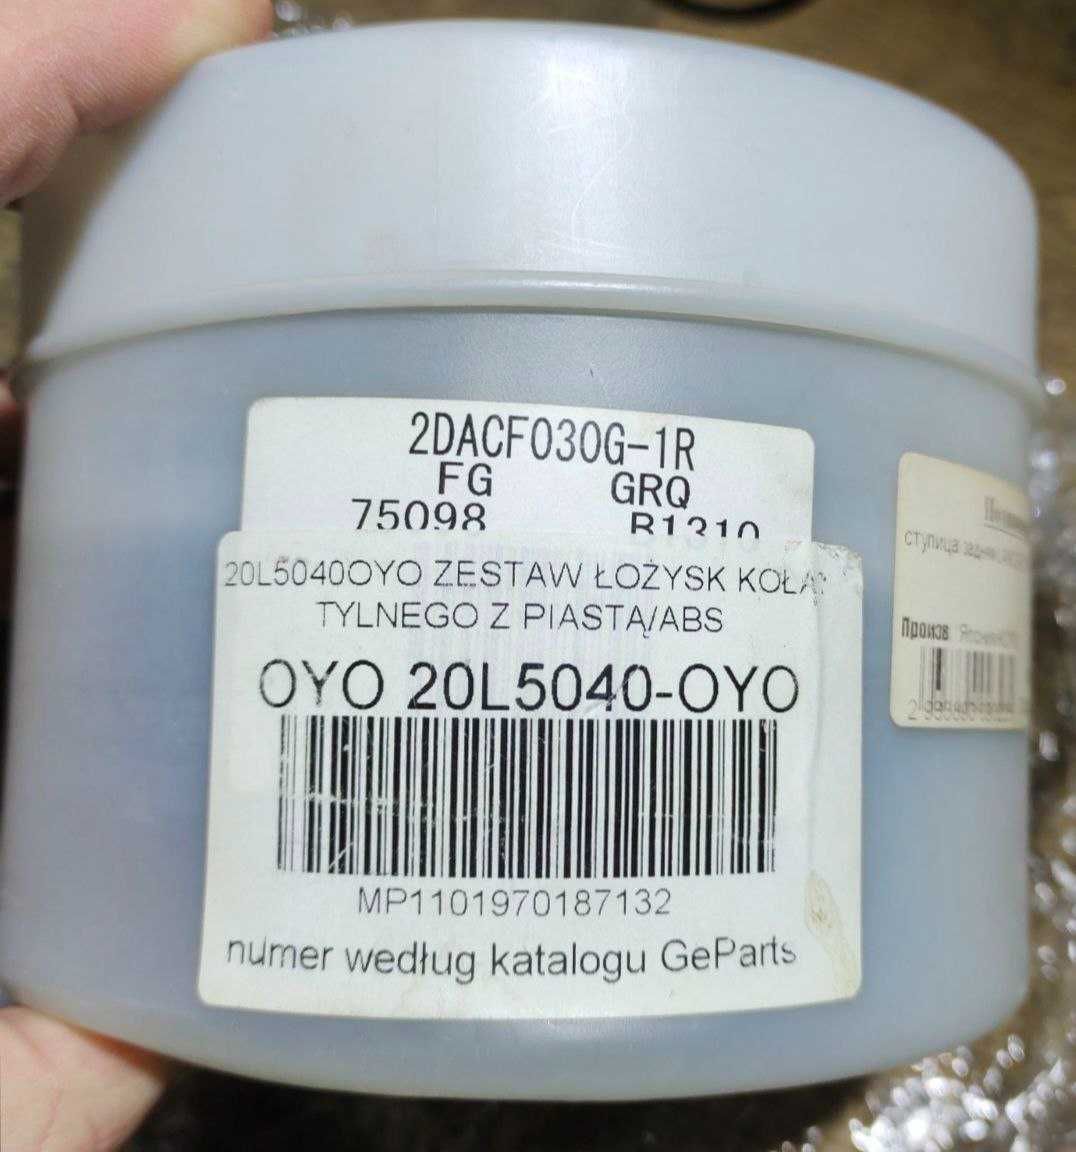 2DACF030G-1R
FG GRQ
75098 B1310
20L5040OYO ZESTAW ŁOŻYSK KOŁA
TYLNEGO Z PIASTĄ/ABS
OYO 20L5040-OYO
MP1101970187132
numer według katalogu GeParts
ступица задняя
Произв